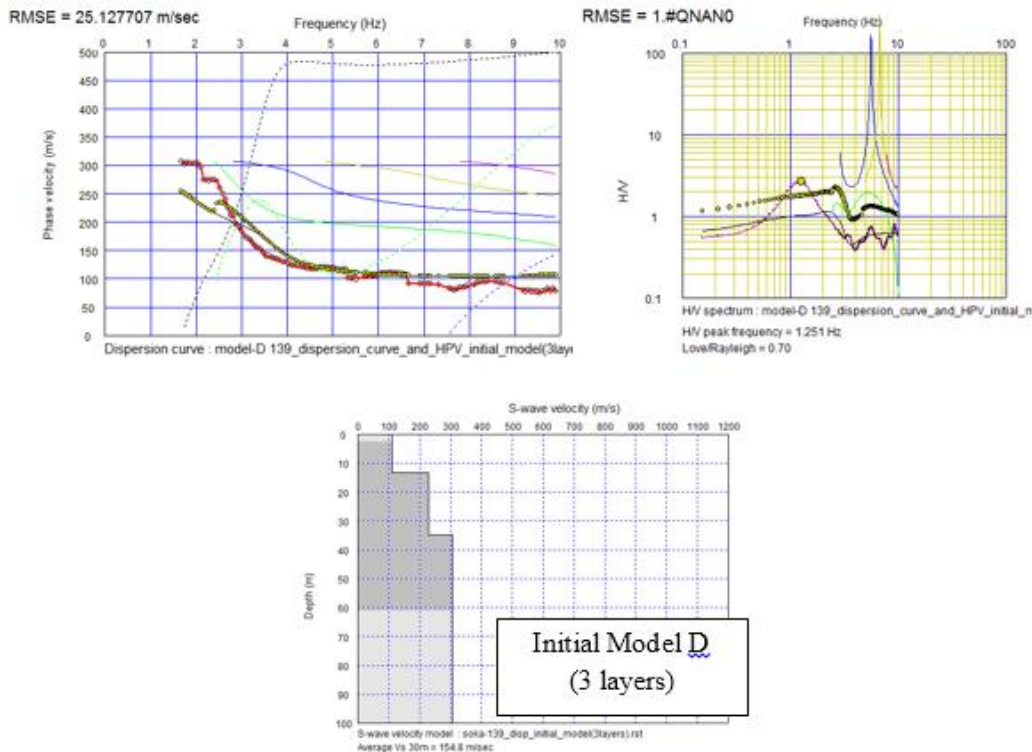 RMSE = 25.127707 m/sec
Frequency (Hz)
0 1 2 3 4 5 6 7 8 9 10
500
450
400
350
300
250
200
150
100
50
0
Phase velocity (m/s)
Dispersion curve : model-D 139_dispersion_curve_and_HPV_initial_model(3lay
RMSE = 1.#QNAN0
Frequency (Hz)
0.1 1 10 100
100
10
1
0.1
H/V
H/V spectrum : model-D 139_dispersion_curve_and_HPV_initial_n
H/V peak frequency = 1.251 Hz
Love/Rayleigh = 0.70
S-wave velocity (m/s)
0 100 200 300 400 500 600 700 800 900 1000 1100 1200
0
10
20
30
40
50
60
70
80
90
100
Depth (m)
Initial Model D
(3 layers)
S-wave velocity model : soka-139_disp_initial_model(3layers).rst
Average Vs 30m = 154.8 m/sec